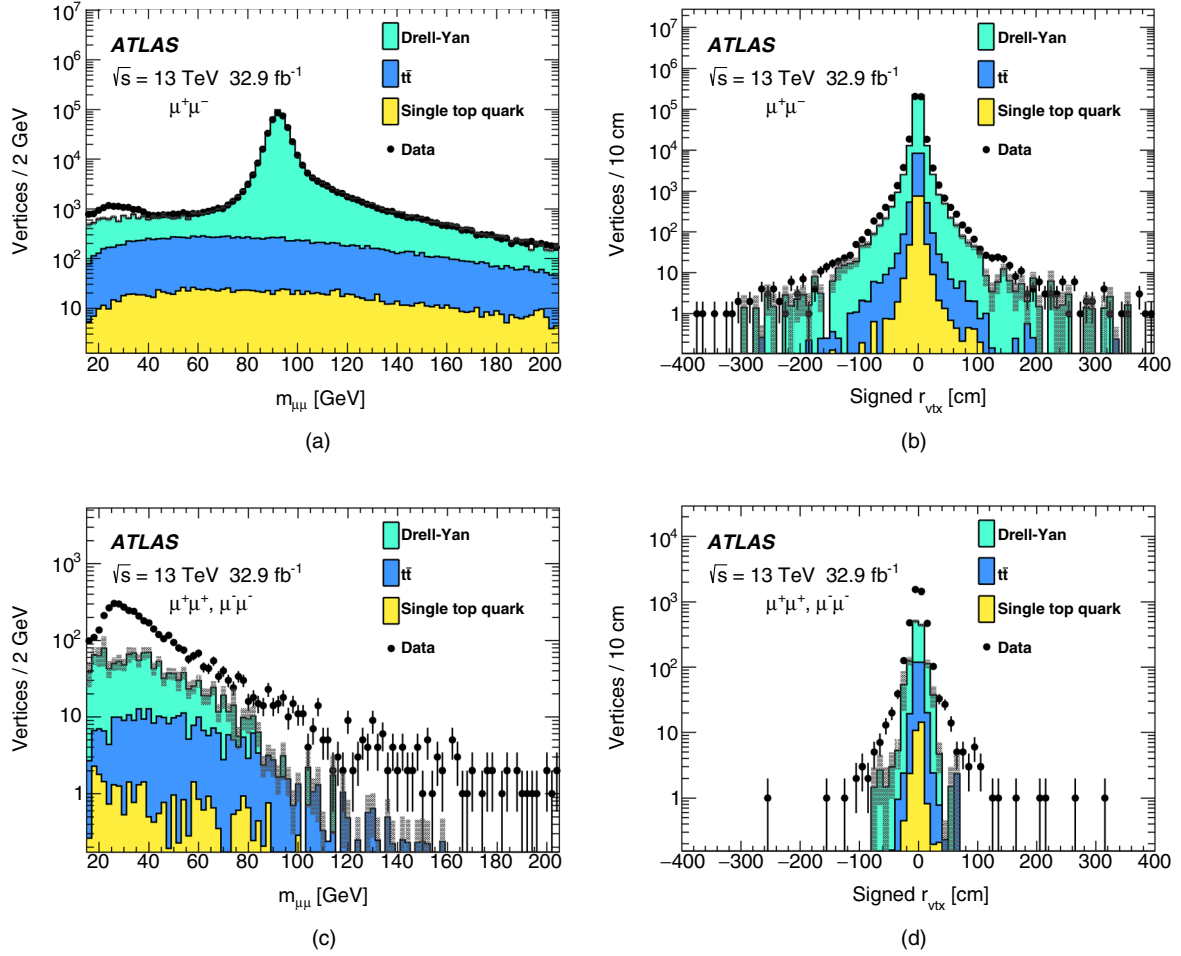 ATLAS
√s = 13 TeV 32.9 fb⁻¹
μ⁺μ⁻
Drell-Yan
tt̄
Single top quark
Data
Vertices / 2 GeV
10⁷
10⁶
10⁵
10⁴
10³
10²
10
1
20 40 60 80 100 120 140 160 180 200
m_μμ [GeV]
(a)
ATLAS
√s = 13 TeV 32.9 fb⁻¹
μ⁺μ⁻
Drell-Yan
tt̄
Single top quark
Data
Vertices / 10 cm
10⁷
10⁶
10⁵
10⁴
10³
10²
10
1
−400 −300 −200 −100 0 100 200 300 400
Signed r_vtx [cm]
(b)
ATLAS
√s = 13 TeV 32.9 fb⁻¹
μ⁺μ⁺, μ⁻μ⁻
Drell-Yan
tt̄
Single top quark
Data
Vertices / 2 GeV
10³
10²
10
1
20 40 60 80 100 120 140 160 180 200
m_μμ [GeV]
(c)
ATLAS
√s = 13 TeV 32.9 fb⁻¹
μ⁺μ⁺, μ⁻μ⁻
Drell-Yan
tt̄
Single top quark
Data
Vertices / 10 cm
10⁴
10³
10²
10
1
−400 −300 −200 −100 0 100 200 300 400
Signed r_vtx [cm]
(d)